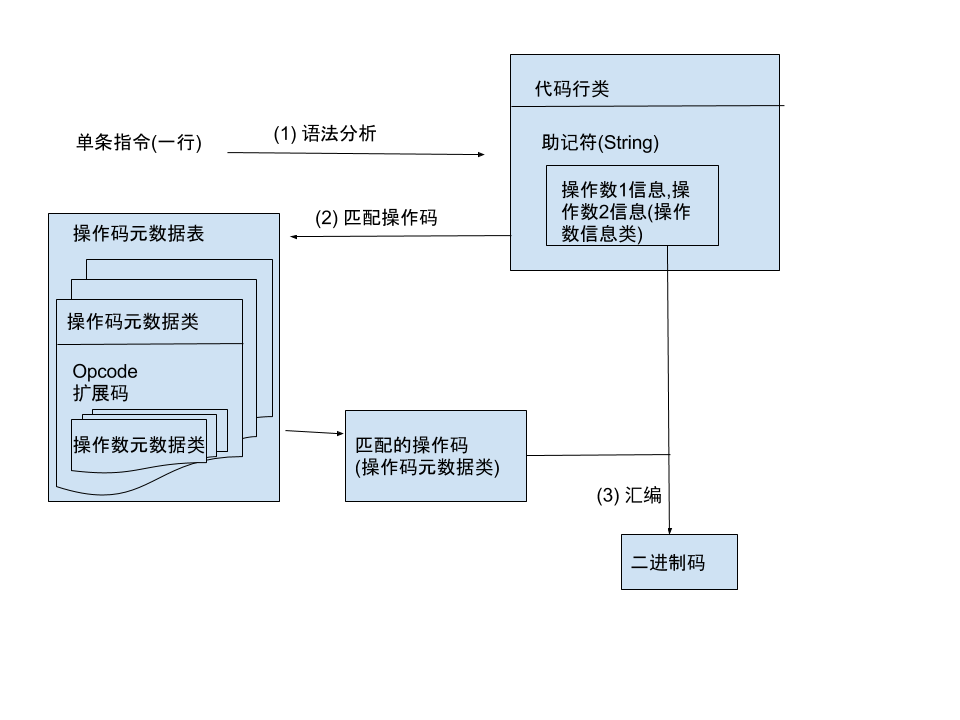 代码行类
单条指令(一行)
(1) 语法分析
助记符(String)
操作数1信息,操
作数2信息(操作
数信息类)
(2) 匹配操作码
操作码元数据表
操作码元数据类
Opcode
扩展码
操作数元数据类
匹配的操作码
(操作码元数据类)
(3) 汇编
二进制码